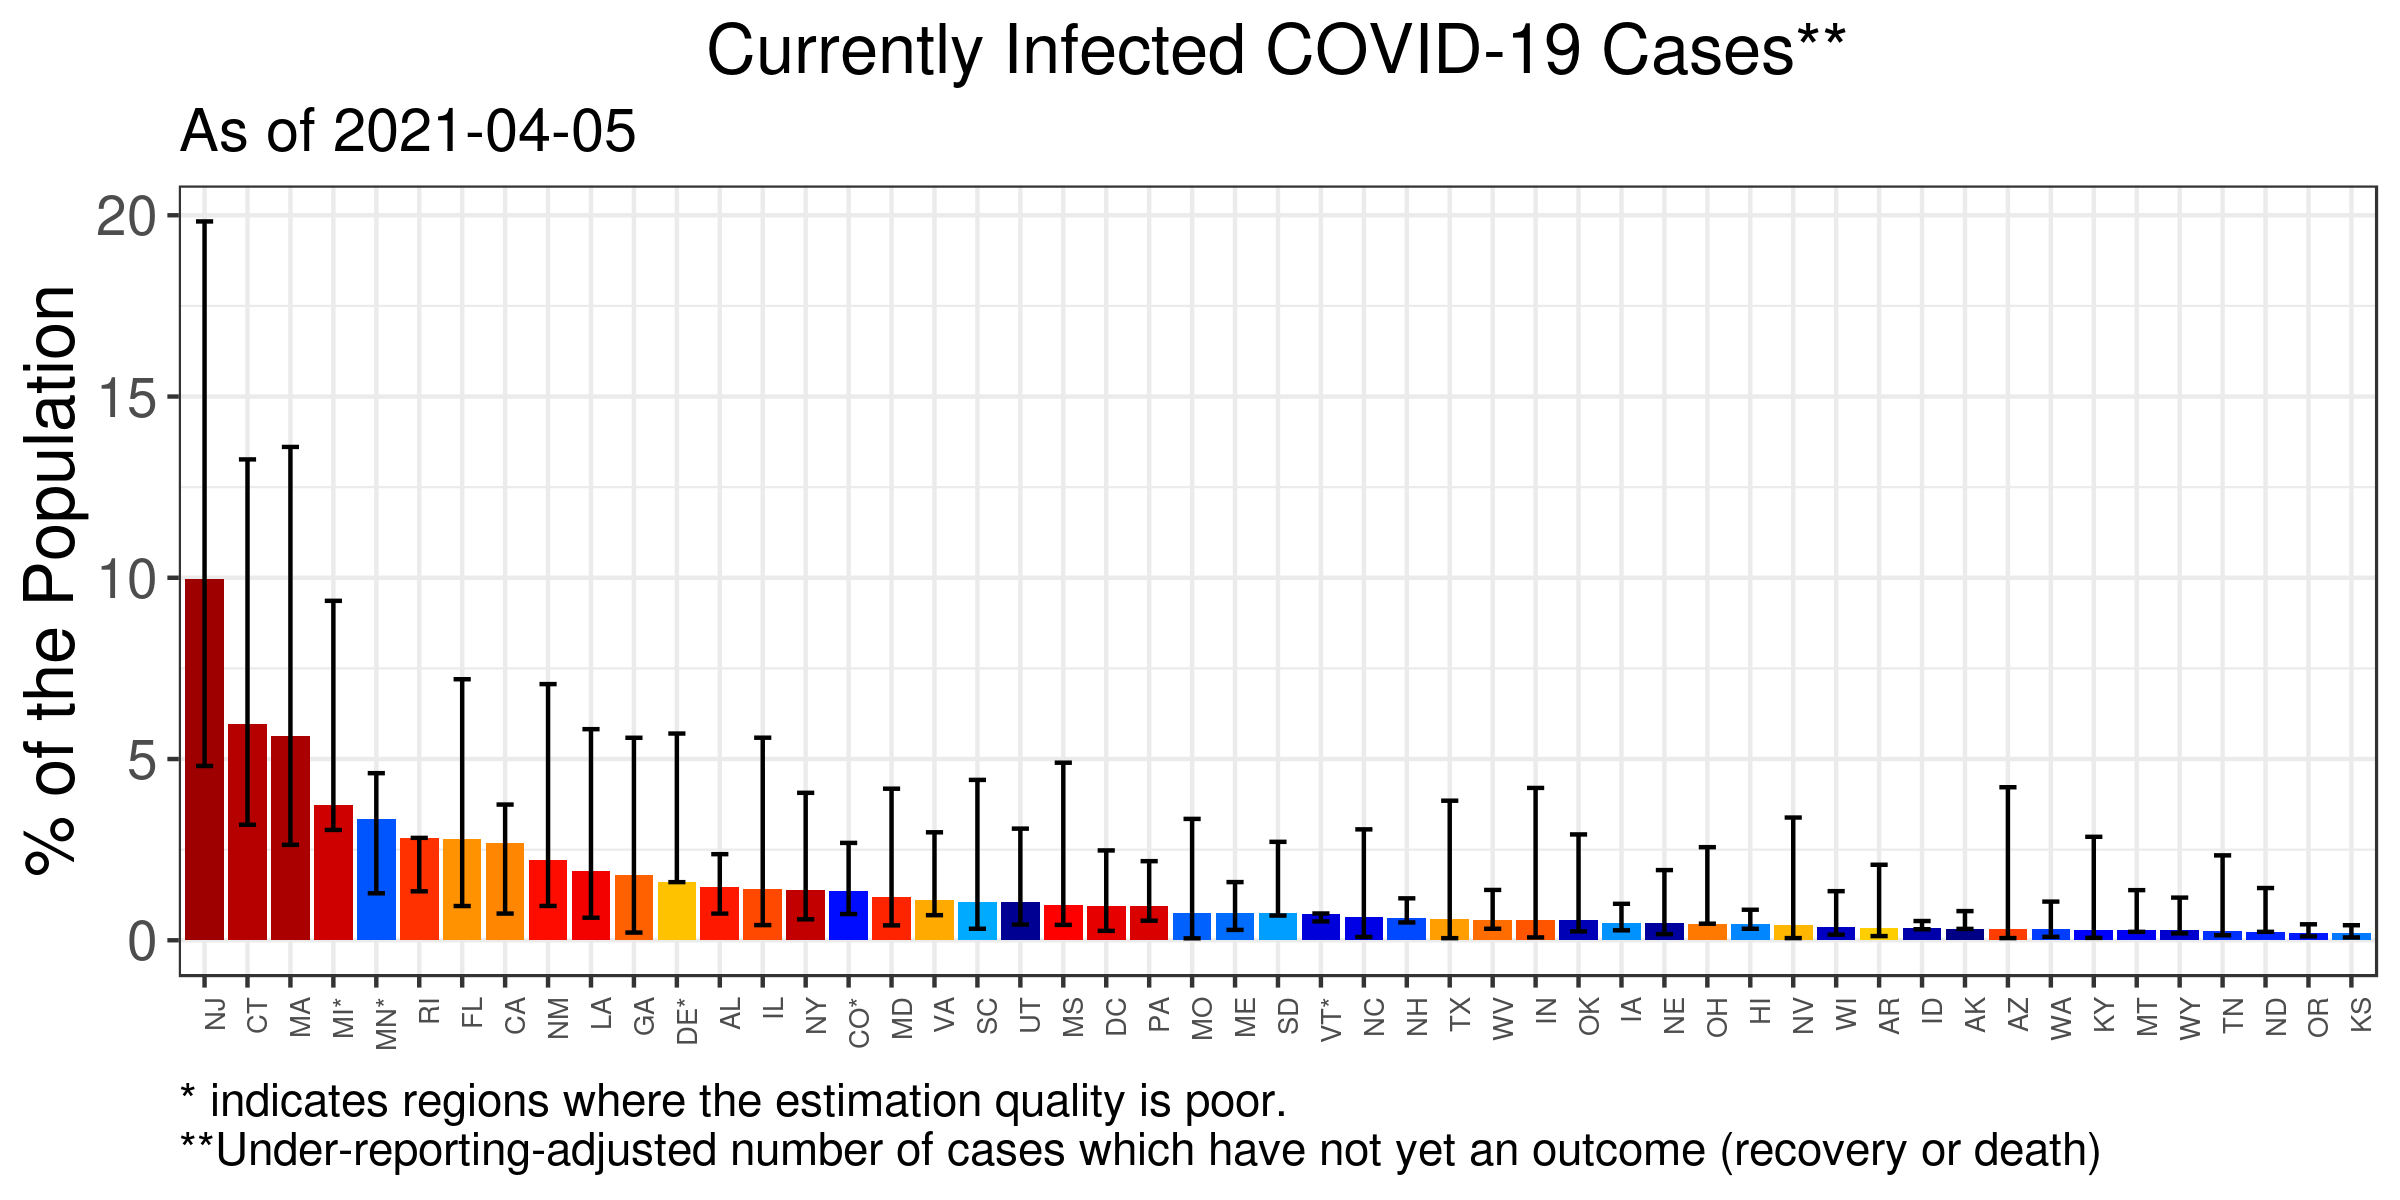 Currently Infected COVID-19 Cases**
As of 2021-04-05
% of the Population
20
15
10
5
0
NJ CT MA MI* MN* RI FL CA NM LA GA DE* AL IL NY CO* MD VA SC UT MS DC PA MO ME SD VT* NC NH TX WV IN OK IA NE OH HI NV WI AR ID AK AZ WA KY MT WY TN ND OR KS
* indicates regions where the estimation quality is poor.
**Under-reporting-adjusted number of cases which have not yet an outcome (recovery or death)